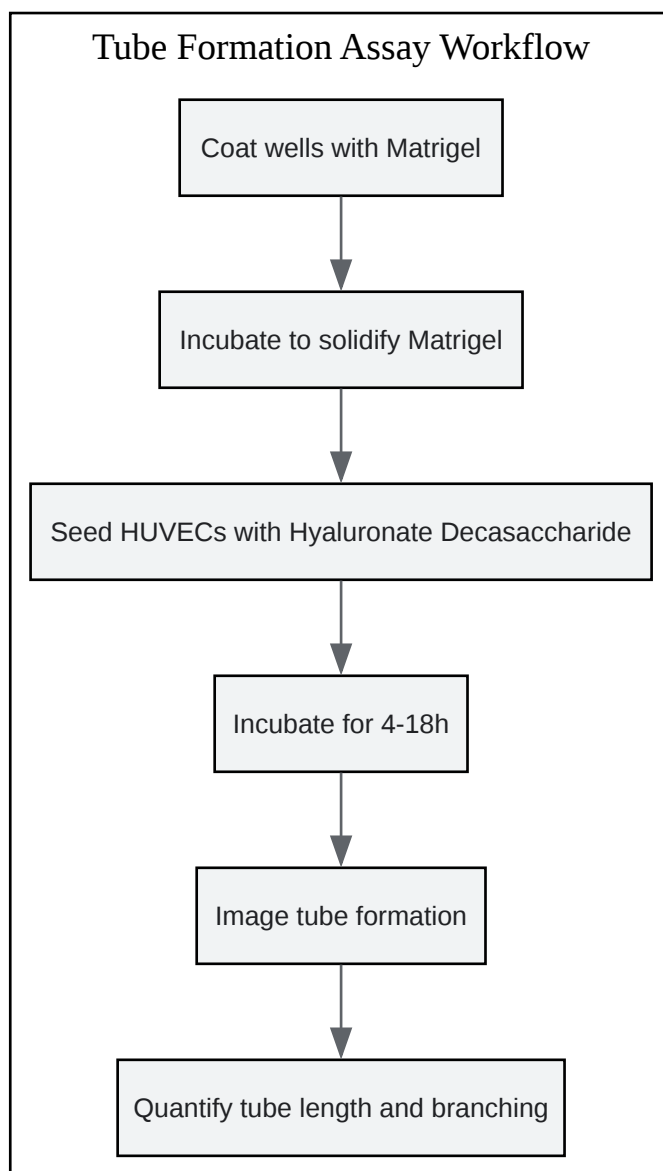 Tube Formation Assay Workflow
Coat wells with Matrigel
Incubate to solidify Matrigel
Seed HUVECs with Hyaluronate Decasaccharide
Incubate for 4-18h
Image tube formation
Quantify tube length and branching